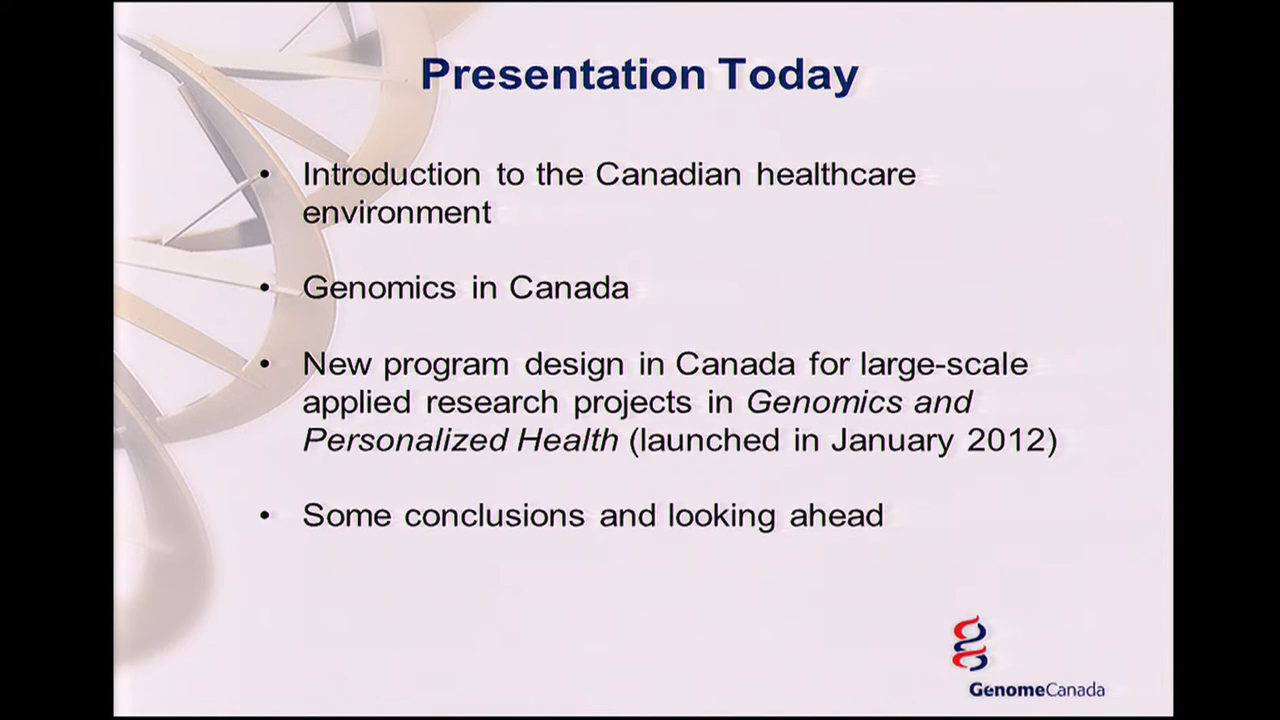 Presentation Today
• Introduction to the Canadian healthcare
environment
• Genomics in Canada
• New program design in Canada for large-scale
applied research projects in Genomics and
Personalized Health (launched in January 2012)
• Some conclusions and looking ahead
GenomeCanada